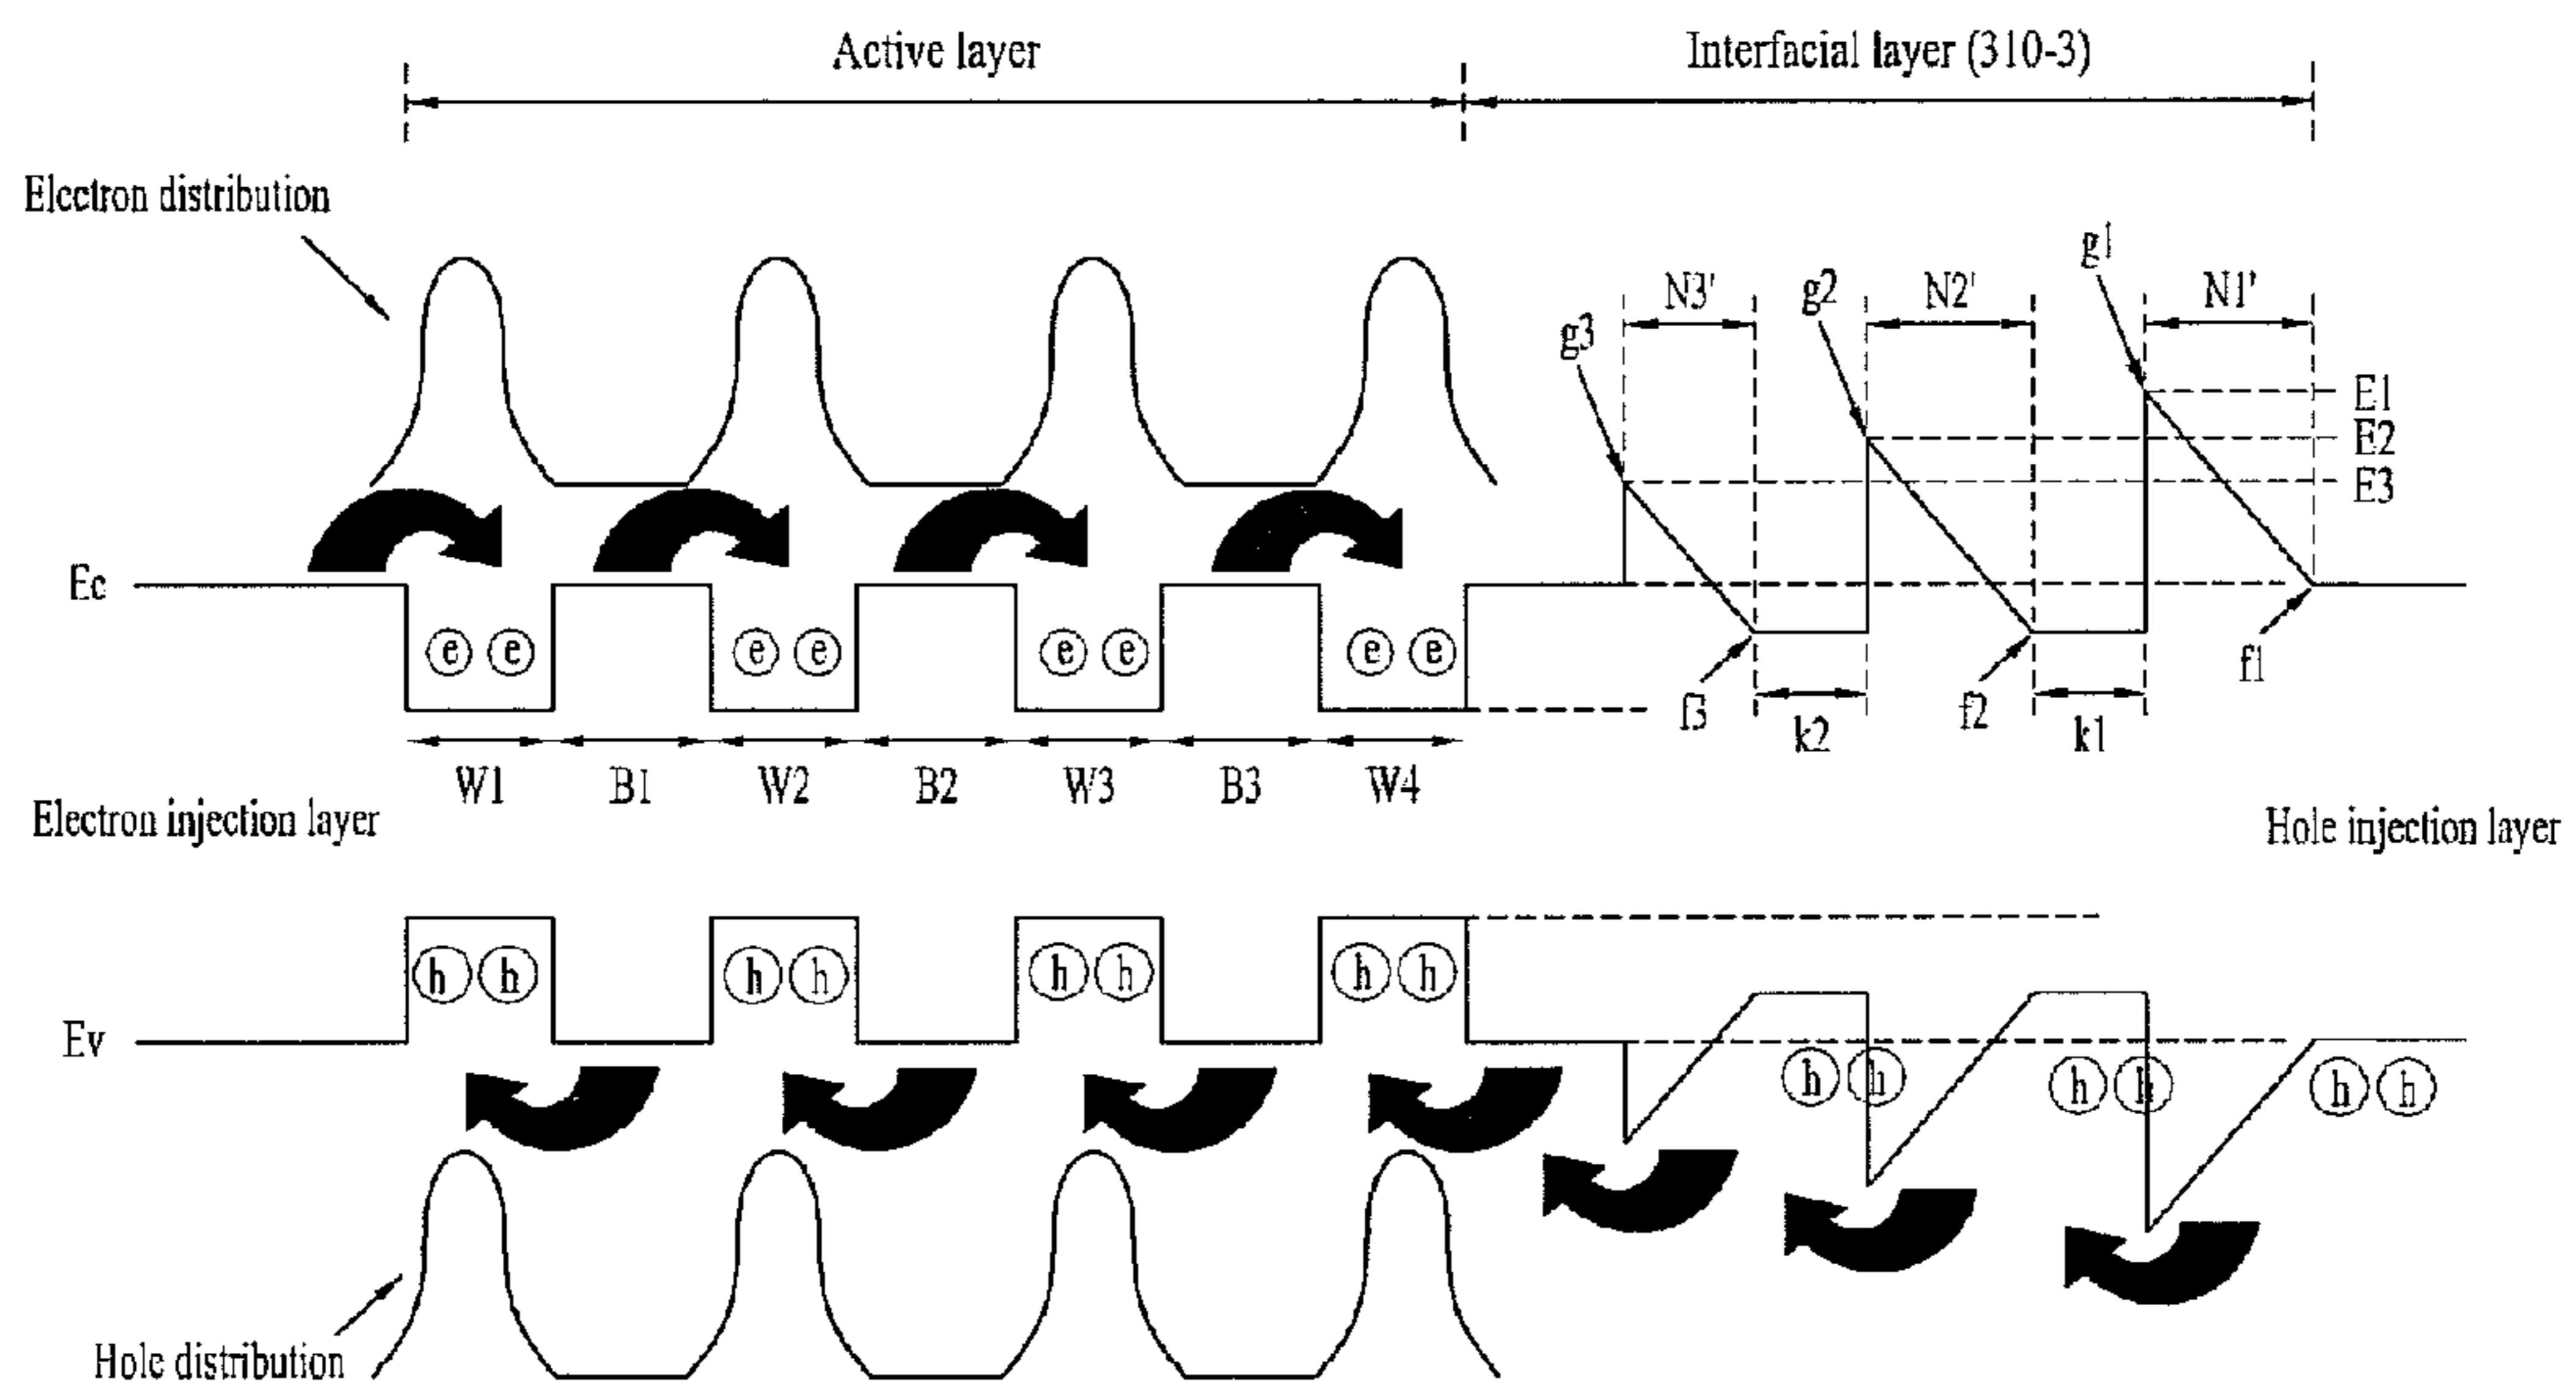 Active layer
Interfacial layer (310-3)
Electron distribution
g1
N3'
g2
N2'
N1'
g3
E1
E2
E3
Ec
e e e e e e e e
f3
f2
f1
k2
k1
W1 B1 W2 B2 W3 B3 W4
Electron injection layer
Hole injection layer
h h h h h h h h
Ev
h h h h h h
Hole distribution